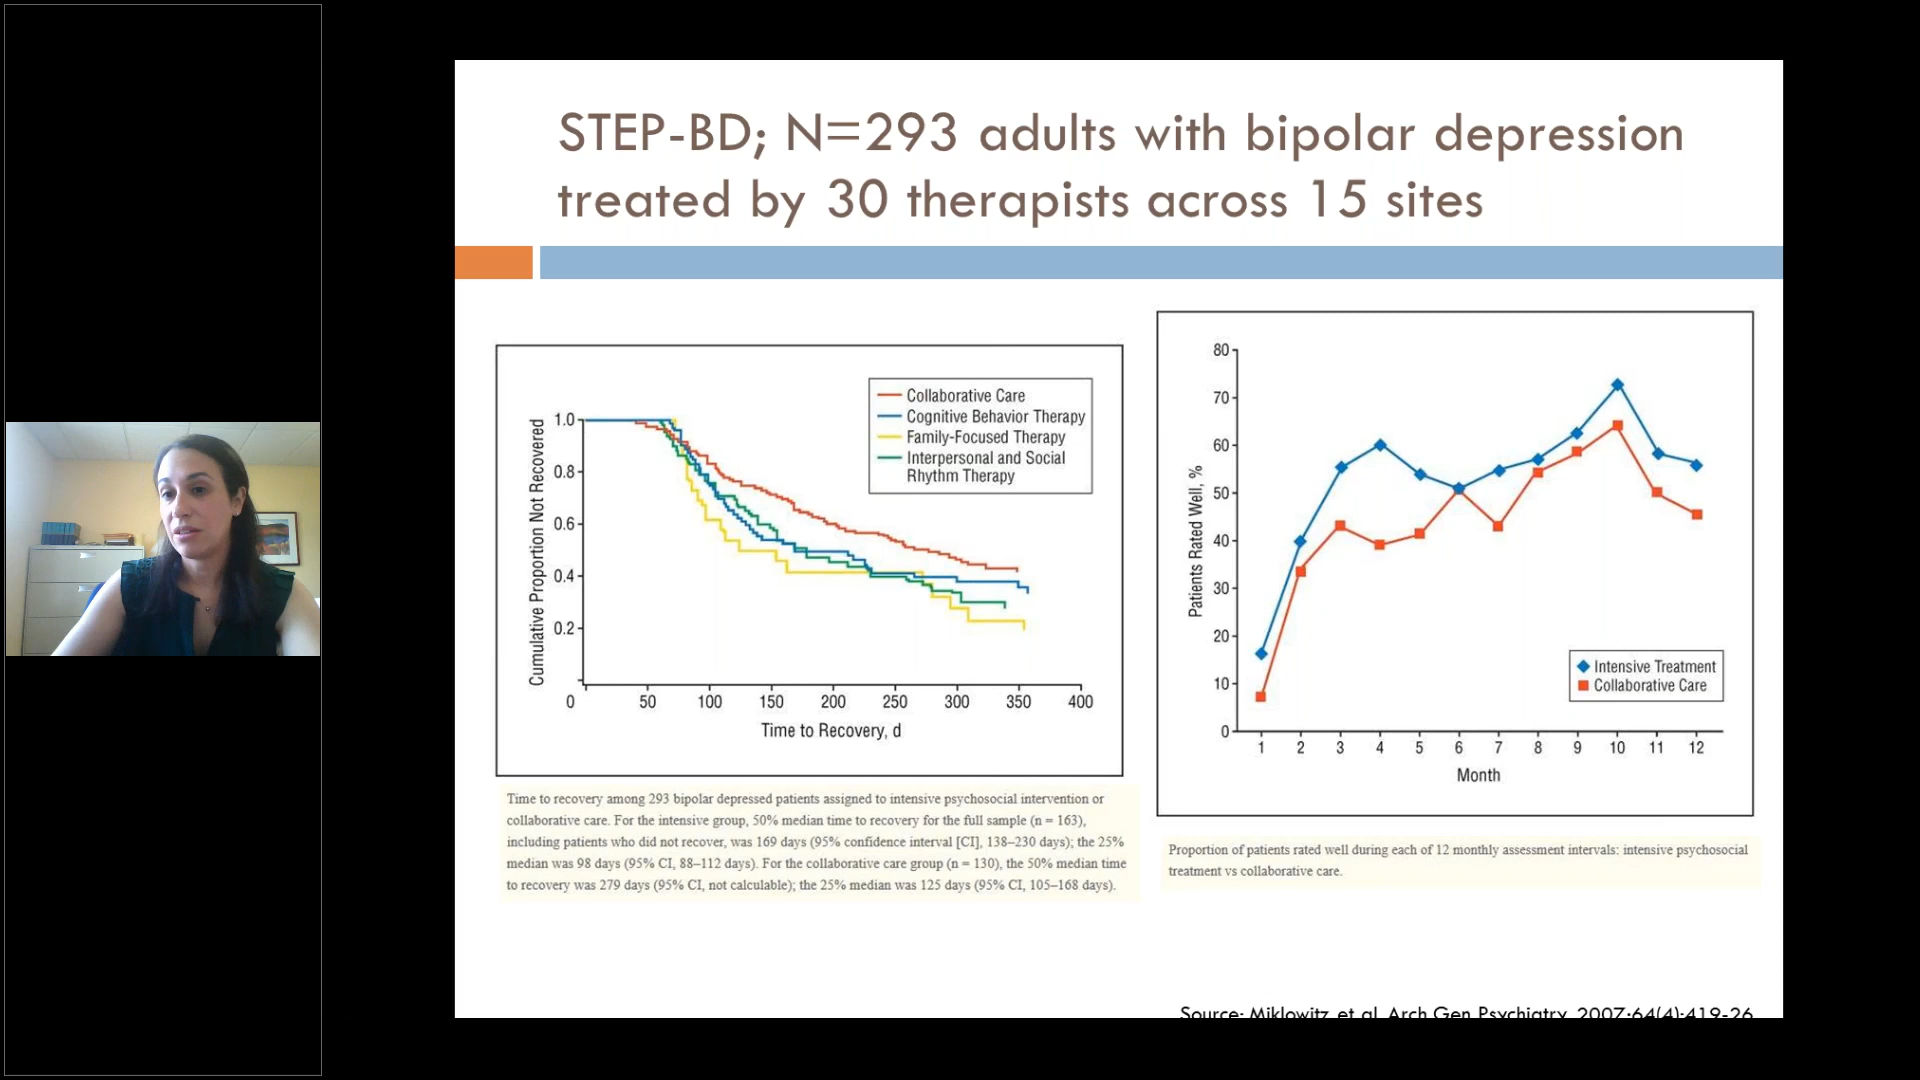 STEP-BD; N=293 adults with bipolar depression
treated by 30 therapists across 15 sites
Collaborative Care
Cognitive Behavior Therapy
Family-Focused Therapy
Interpersonal and Social
Rhythm Therapy
Cumulative Proportion Not Recovered
1.0
0.8
0.6
0.4
0.2
0 50 100 150 200 250 300 350 400
Time to Recovery, d
Time to recovery among 293 bipolar depressed patients assigned to intensive psychosocial intervention or
collaborative care. For the intensive group, 50% median time to recovery for the full sample (n = 163),
including patients who did not recover, was 169 days (95% confidence interval [CI], 138–230 days); the 25%
median was 98 days (95% CI, 88–112 days). For the collaborative care group (n = 130), the 50% median time
to recovery was 279 days (95% CI, not calculable); the 25% median was 125 days (95% CI, 105–168 days).
Patients Rated Well, %
80
70
60
50
40
30
20
10
0
Intensive Treatment
Collaborative Care
1 2 3 4 5 6 7 8 9 10 11 12
Month
Proportion of patients rated well during each of 12 monthly assessment intervals: intensive psychosocial
treatment vs collaborative care.
Source: Miklowitz et al. Arch Gen Psychiatry. 2007;64(4):419-26